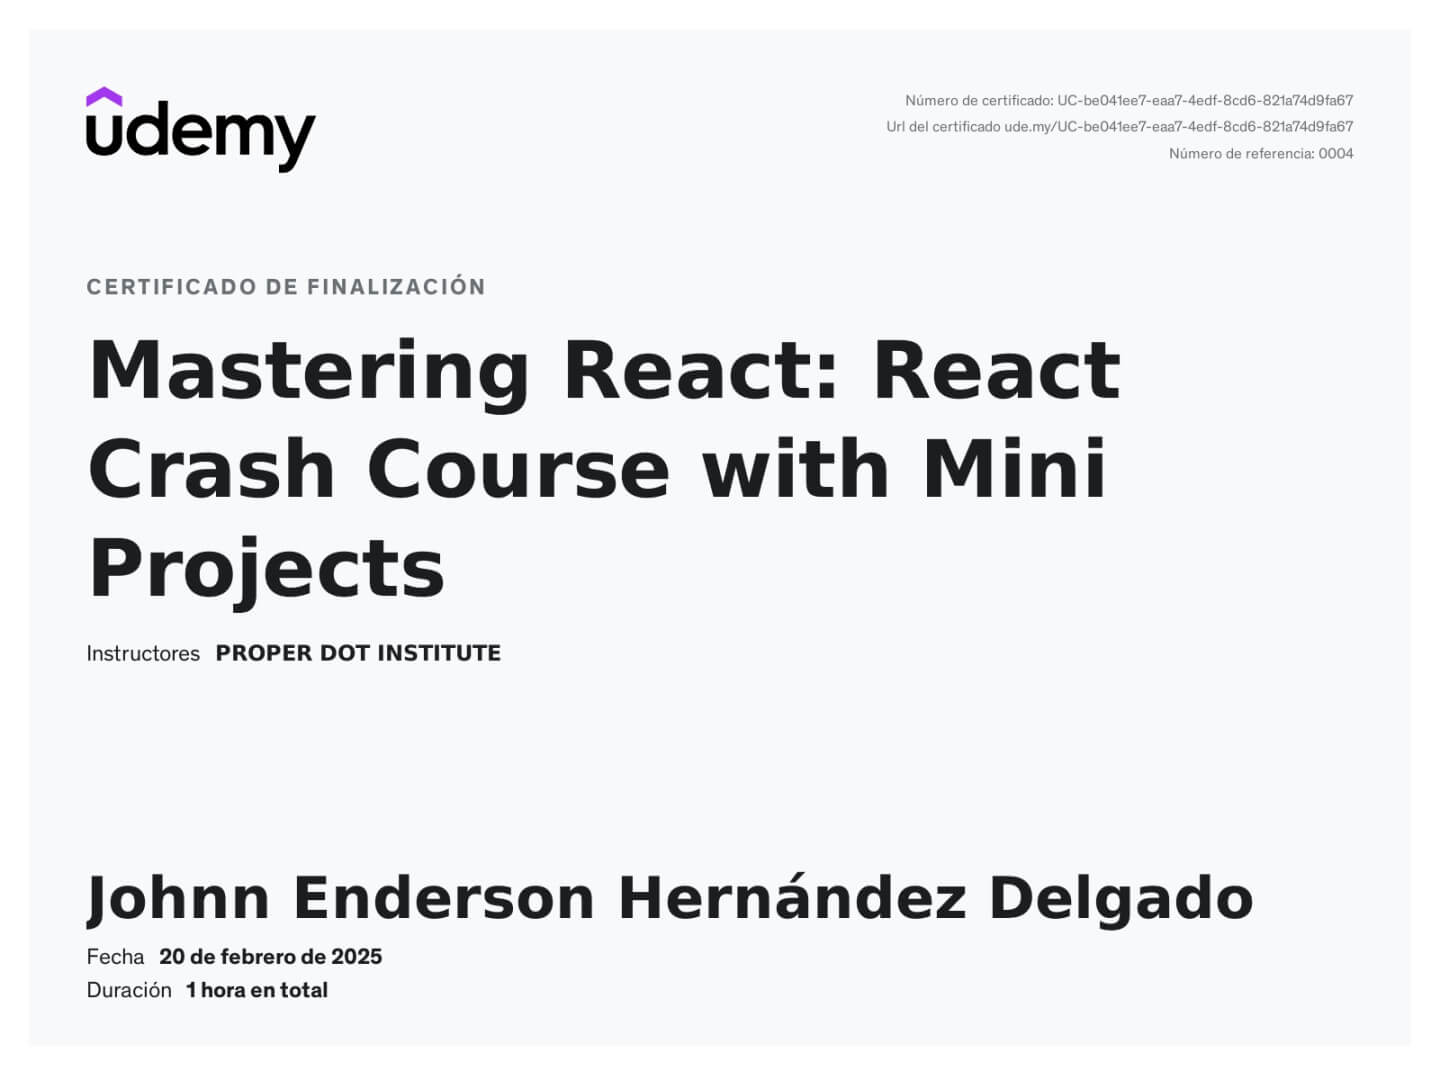 udemy
Número de certificado: UC-be041ee7-eaa7-4edf-8cd6-821a74d9fa67
Url del certificado ude.my/UC-be041ee7-eaa7-4edf-8cd6-821a74d9fa67
Número de referencia: 0004
CERTIFICADO DE FINALIZACIÓN
Mastering React: React
Crash Course with Mini
Projects
Instructores PROPER DOT INSTITUTE
Johnn Enderson Hernández Delgado
Fecha 20 de febrero de 2025
Duración 1 hora en total